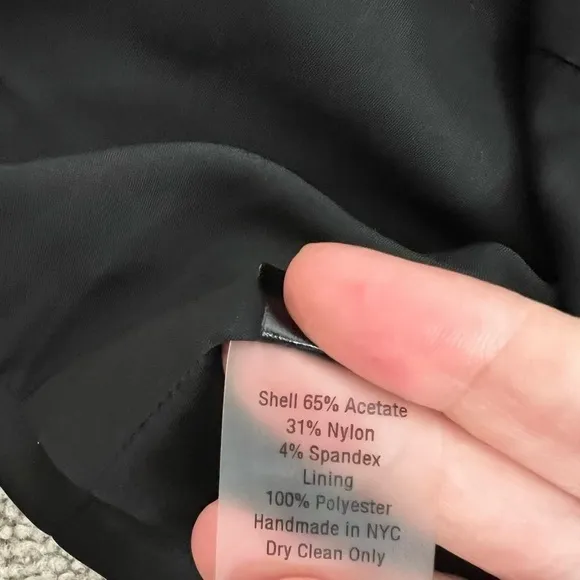 Shell 65% Acetate
31% Nylon
4% Spandex
Lining
100% Polyester
Handmade in NYC
Dry Clean Only